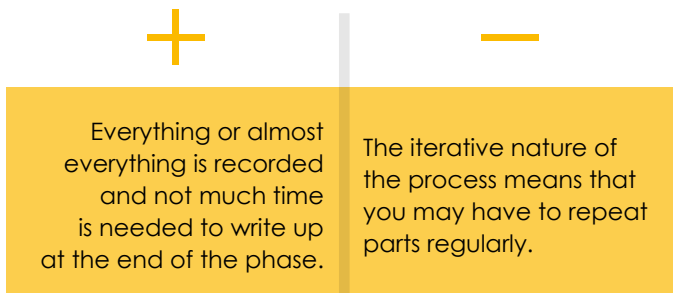 Everything or almost
everything is recorded
and not much time
is needed to write up
at the end of the phase.
The iterative nature of
the process means that
you may have to repeat
parts regularly.